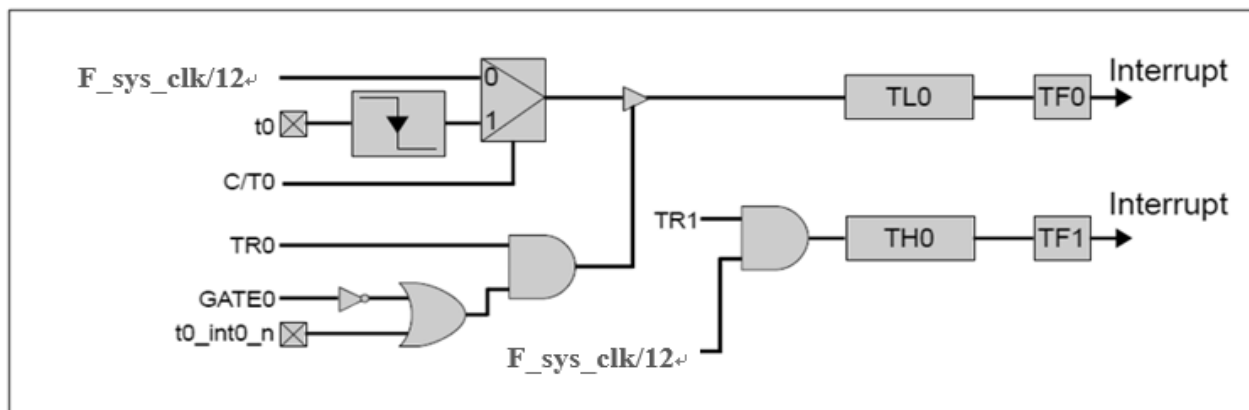 F_sys_clk/12↵
0
t0
1
C/T0
TL0
TF0
Interrupt
TR0
GATE0
t0_int0_n
TR1
F_sys_clk/12↵
TH0
TF1
Interrupt